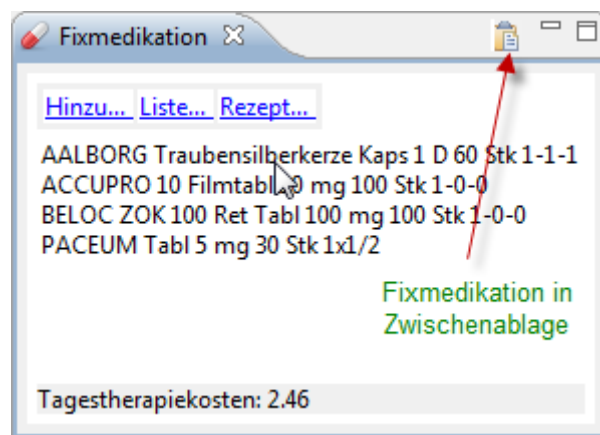 Fixmedikation
Hinzu... Liste... Rezept...
AALBORG Traubensilberkerze Kaps 1 D 60 Stk 1-1-1
ACCUPRO 10 Filmtabl 0 mg 100 Stk 1-0-0
BELOC ZOK 100 Ret Tabl 100 mg 100 Stk 1-0-0
PACEUM Tabl 5 mg 30 Stk 1x1/2
Fixmedikation in
Zwischenablage
Tagestherapiekosten: 2.46